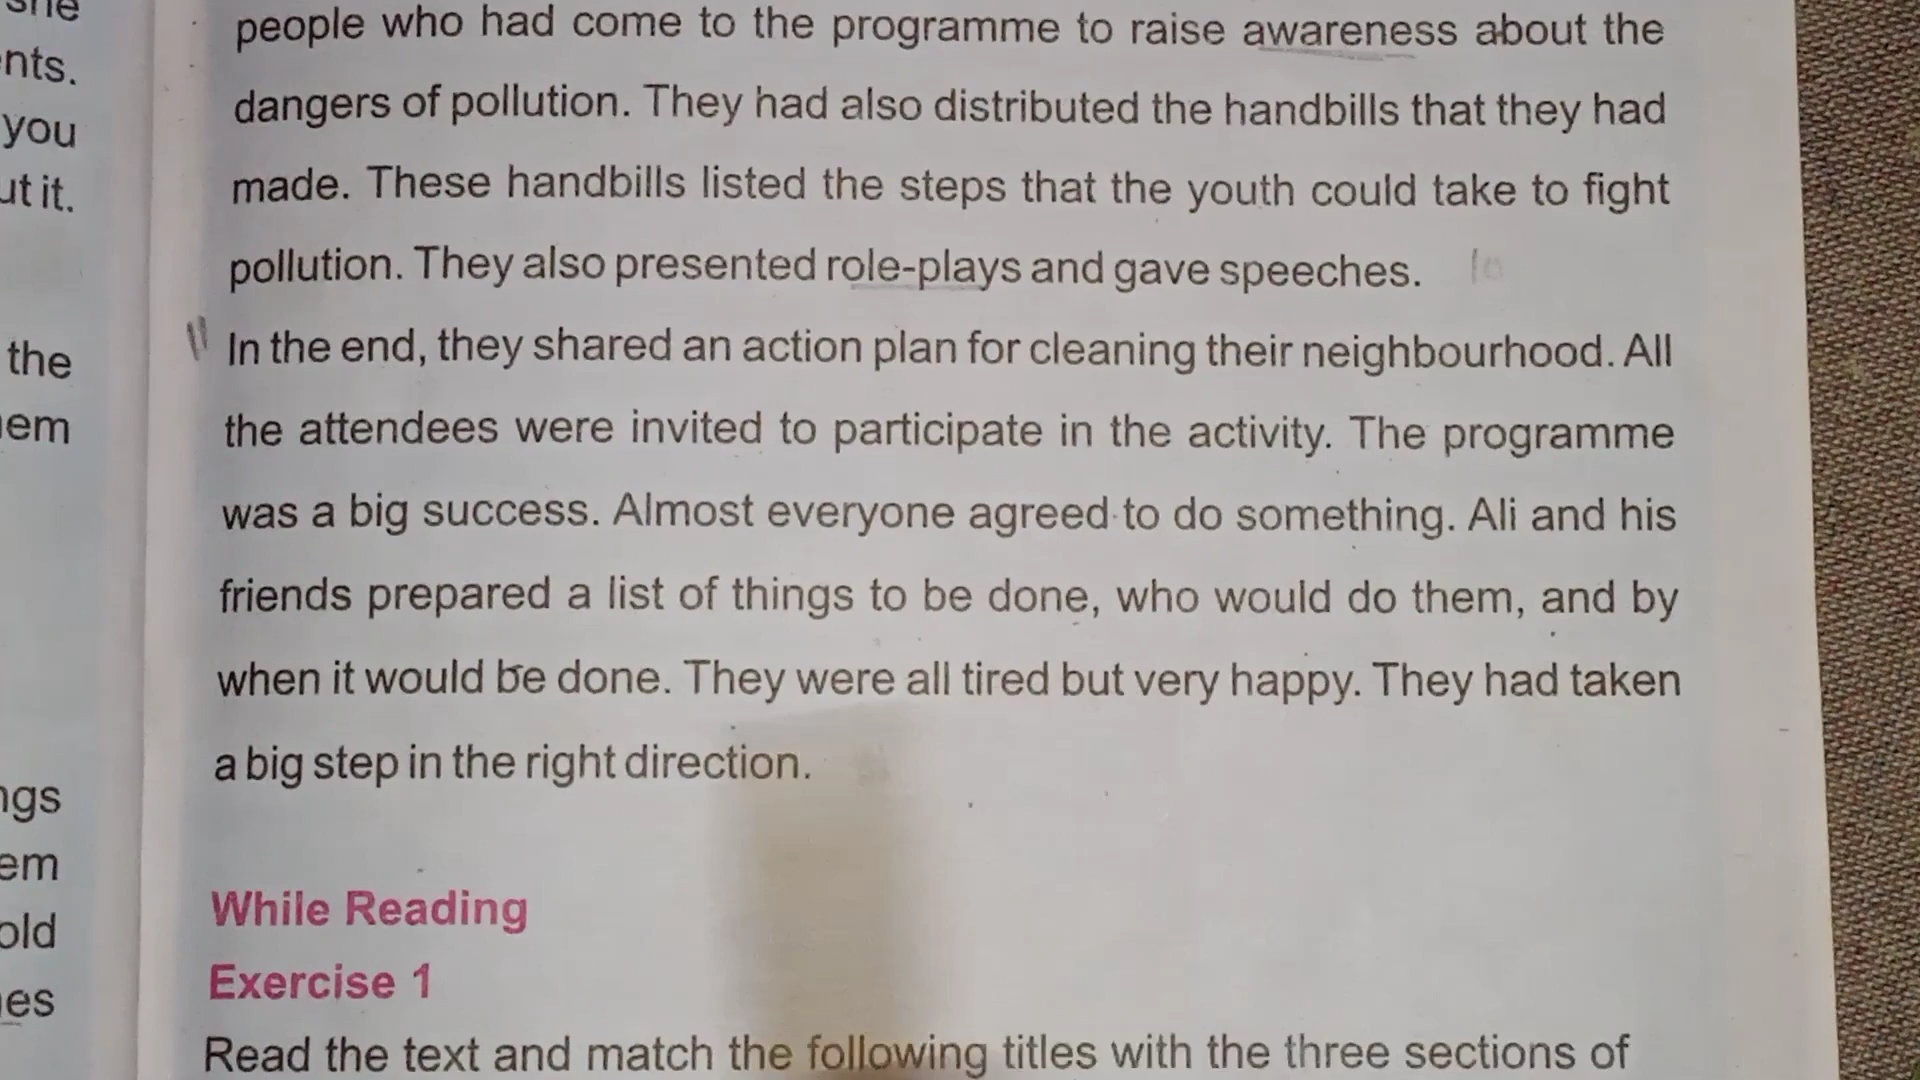 you
the
people who had come to the programme to raise awareness about the
dangers of pollution. They had also distributed the handbills that they had
made. These handbills listed the steps that the youth could take to fight
pollution. They also presented role-plays and gave speeches.
In the end, they shared an action plan for cleaning their neighbourhood. All
the attendees were invited to participate in the activity. The programme
was a big success. Almost everyone agreed to do something. Ali and his
friends prepared a list of things to be done, who would do them, and by
when it would be done. They were all tired but very happy. They had taken
a big step in the right direction.
While Reading
Exercise 1
Read the text and match the following titles with the three sections of